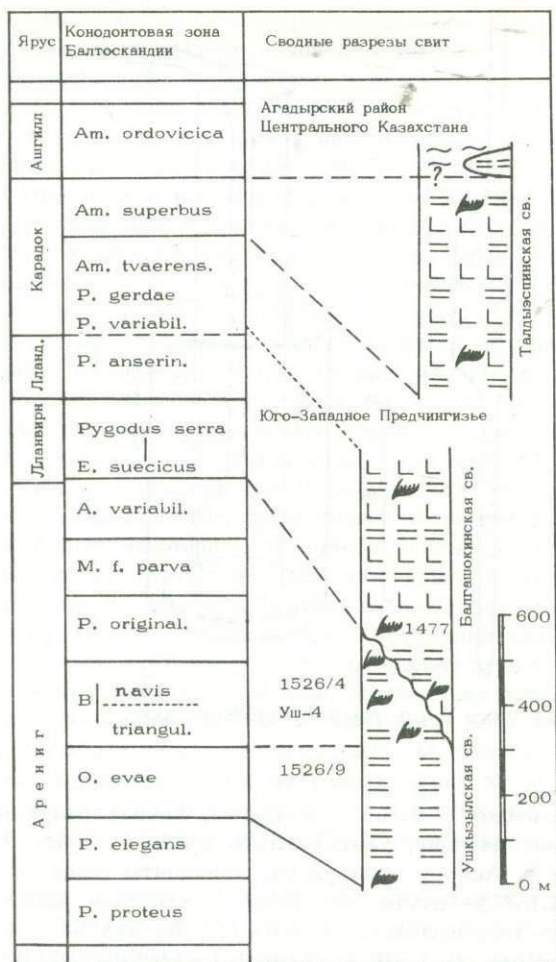 Ярус
Конодонтовая зона
Балтоскандии
Сводные разрезы свит
Ашгилл
Am. ordovicica
Агадырский район
Центрального Казахстана
?
Талдыэспинская св.
Карадок
Am. superbus
Am. tvaerens.
P. gerdae
P. variabil.
Лланд.
P. anserin.
Лланвирн
Pygodus serra
E. suecicus
Юго-Западное Предчингизье
Балгашокинская св.
Арениг
A. variabil.
M. f. parva
P. original.
1477
B
navis
triangul.
1526/4
Уш-4
O. evae
1526/9
Ушкызылская св.
P. elegans
P. proteus
600
400
200
0 м